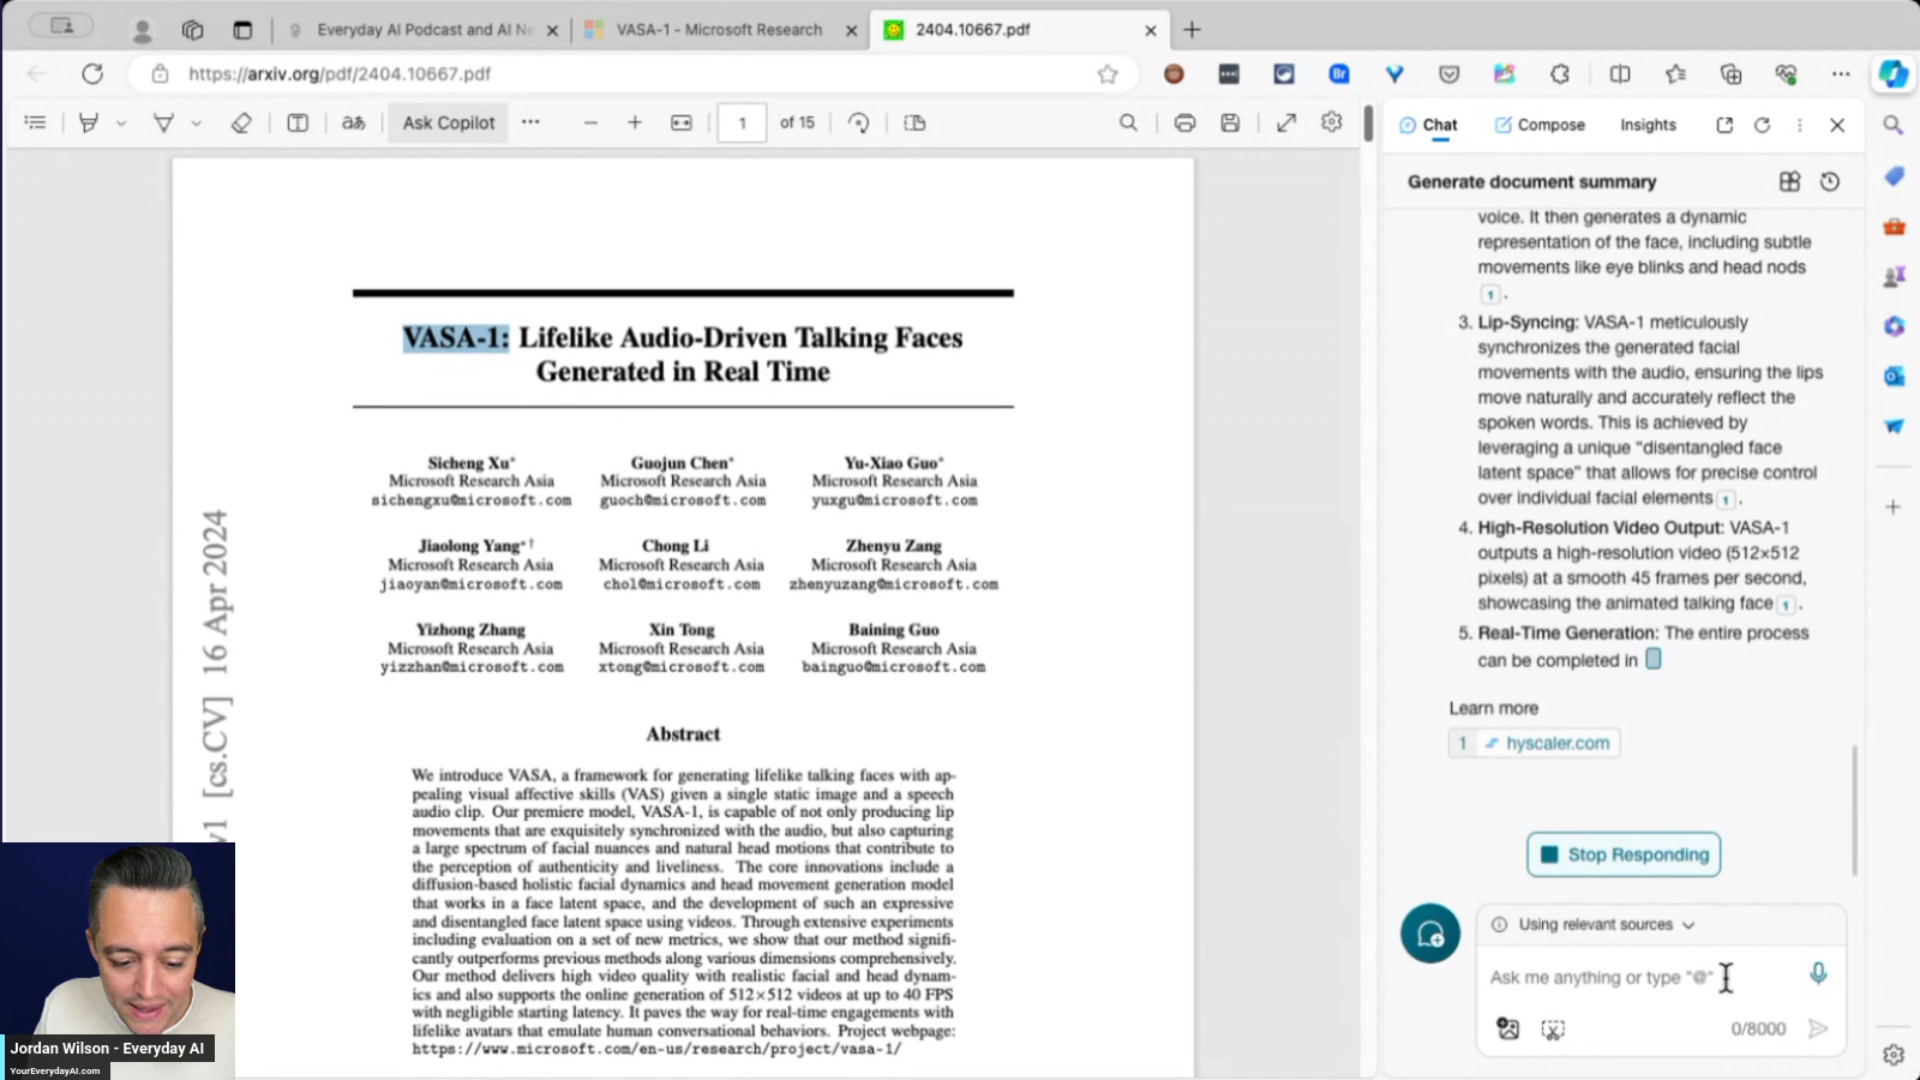 Everyday AI Podcast and AI Ne
VASA-1 - Microsoft Research
2404.10667.pdf
https://arxiv.org/pdf/2404.10667.pdf
Br
aあ
Ask Copilot
1
of 15
Chat
Compose
Insights
Generate document summary
VASA-1: Lifelike Audio-Driven Talking Faces
Generated in Real Time
Sicheng Xu*
Guojun Chen*
Yu-Xiao Guo*
Microsoft Research Asia
Microsoft Research Asia
Microsoft Research Asia
sichengxu@microsoft.com
guoch@microsoft.com
yuxgu@microsoft.com
Jiaolong Yang*†
Chong Li
Zhenyu Zang
Microsoft Research Asia
Microsoft Research Asia
Microsoft Research Asia
jiaoyan@microsoft.com
chol@microsoft.com
zhenyuzang@microsoft.com
Yizhong Zhang
Xin Tong
Baining Guo
Microsoft Research Asia
Microsoft Research Asia
Microsoft Research Asia
yizzhan@microsoft.com
xtong@microsoft.com
bainguo@microsoft.com
v1 [cs.CV] 16 Apr 2024
Abstract
We introduce VASA, a framework for generating lifelike talking faces with ap-
pealing visual affective skills (VAS) given a single static image and a speech
audio clip. Our premiere model, VASA-1, is capable of not only producing lip
movements that are exquisitely synchronized with the audio, but also capturing
a large spectrum of facial nuances and natural head motions that contribute to
the perception of authenticity and liveliness. The core innovations include a
diffusion-based holistic facial dynamics and head movement generation model
that works in a face latent space, and the development of such an expressive
and disentangled face latent space using videos. Through extensive experiments
including evaluation on a set of new metrics, we show that our method signifi-
cantly outperforms previous methods along various dimensions comprehensively.
Our method delivers high video quality with realistic facial and head dynam-
ics and also supports the online generation of 512×512 videos at up to 40 FPS
with negligible starting latency. It paves the way for real-time engagements with
lifelike avatars that emulate human conversational behaviors. Project webpage:
https://www.microsoft.com/en-us/research/project/vasa-1/
voice. It then generates a dynamic
representation of the face, including subtle
movements like eye blinks and head nods
1 .
3. Lip-Syncing: VASA-1 meticulously
synchronizes the generated facial
movements with the audio, ensuring the lips
move naturally and accurately reflect the
spoken words. This is achieved by
leveraging a unique “disentangled face
latent space” that allows for precise control
over individual facial elements 1 .
4. High-Resolution Video Output: VASA-1
outputs a high-resolution video (512×512
pixels) at a smooth 45 frames per second,
showcasing the animated talking face 1 .
5. Real-Time Generation: The entire process
can be completed in
Learn more
1 hyscaler.com
Stop Responding
Using relevant sources
Ask me anything or type "@"
0/8000
Jordan Wilson - Everyday AI
YourEverydayAI.com